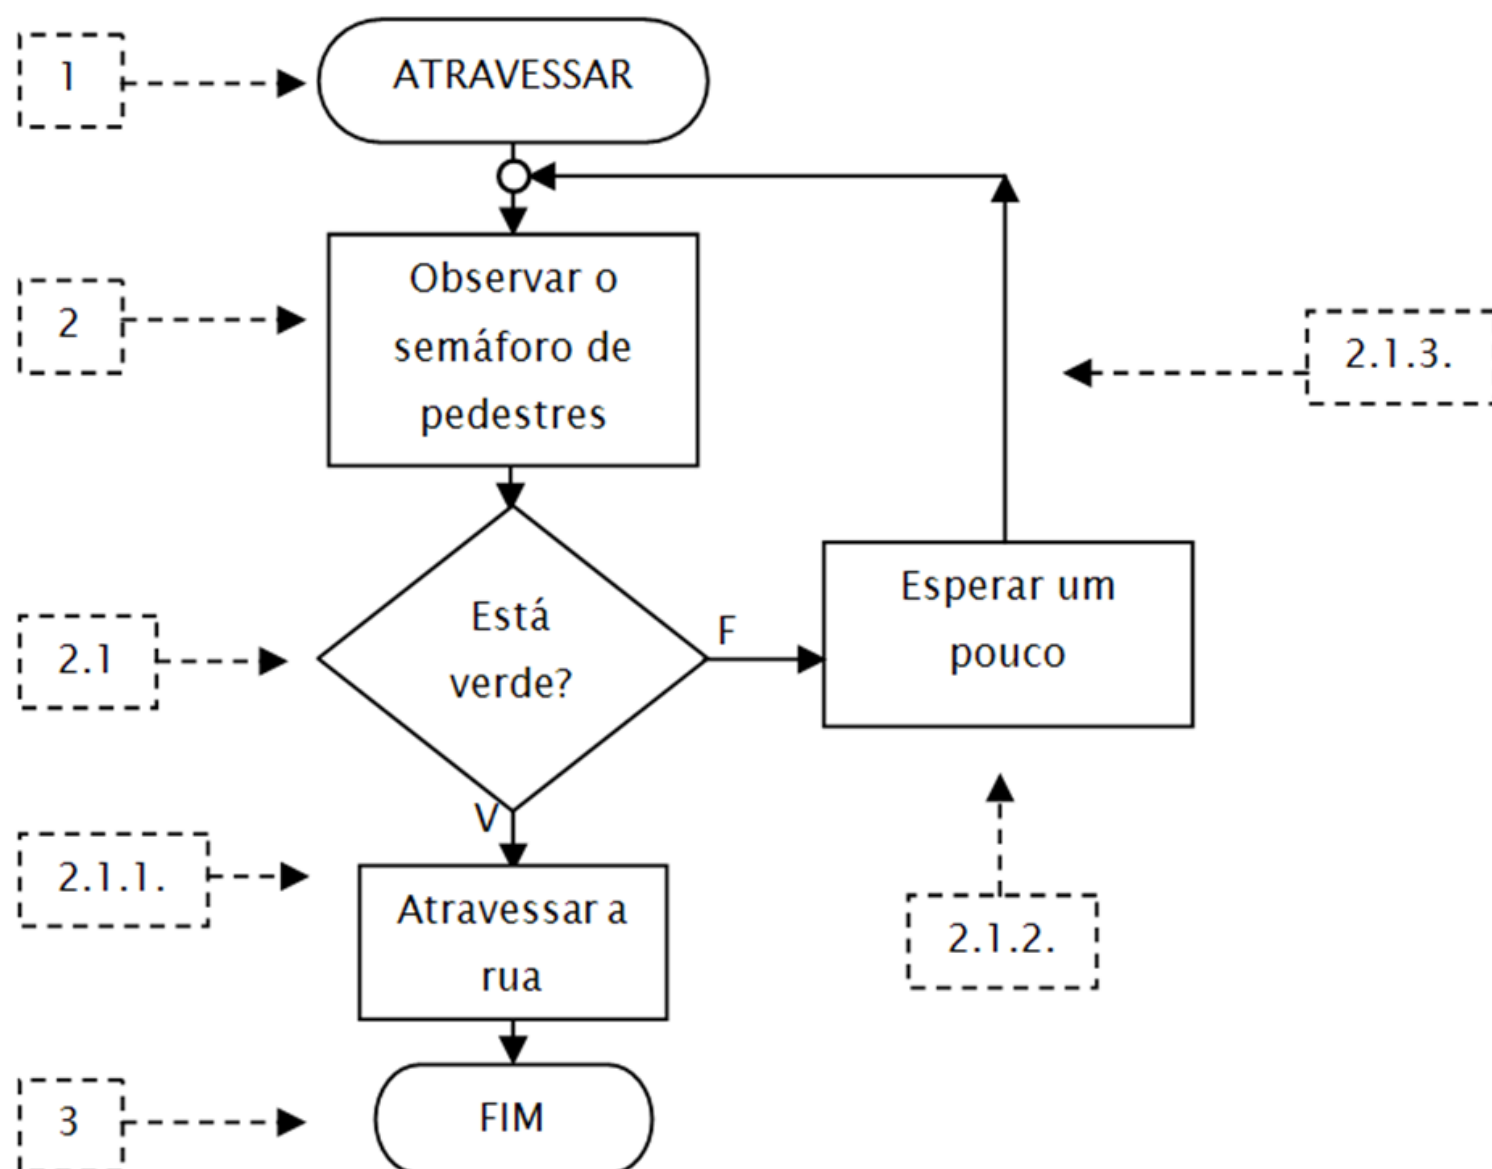 1
ATRAVESSAR
2
Observar o
semáforo de
pedestres
2.1.3.
2.1
Está
verde?
F
Esperar um
pouco
V
2.1.1.
Atravessar a
rua
2.1.2.
3
FIM